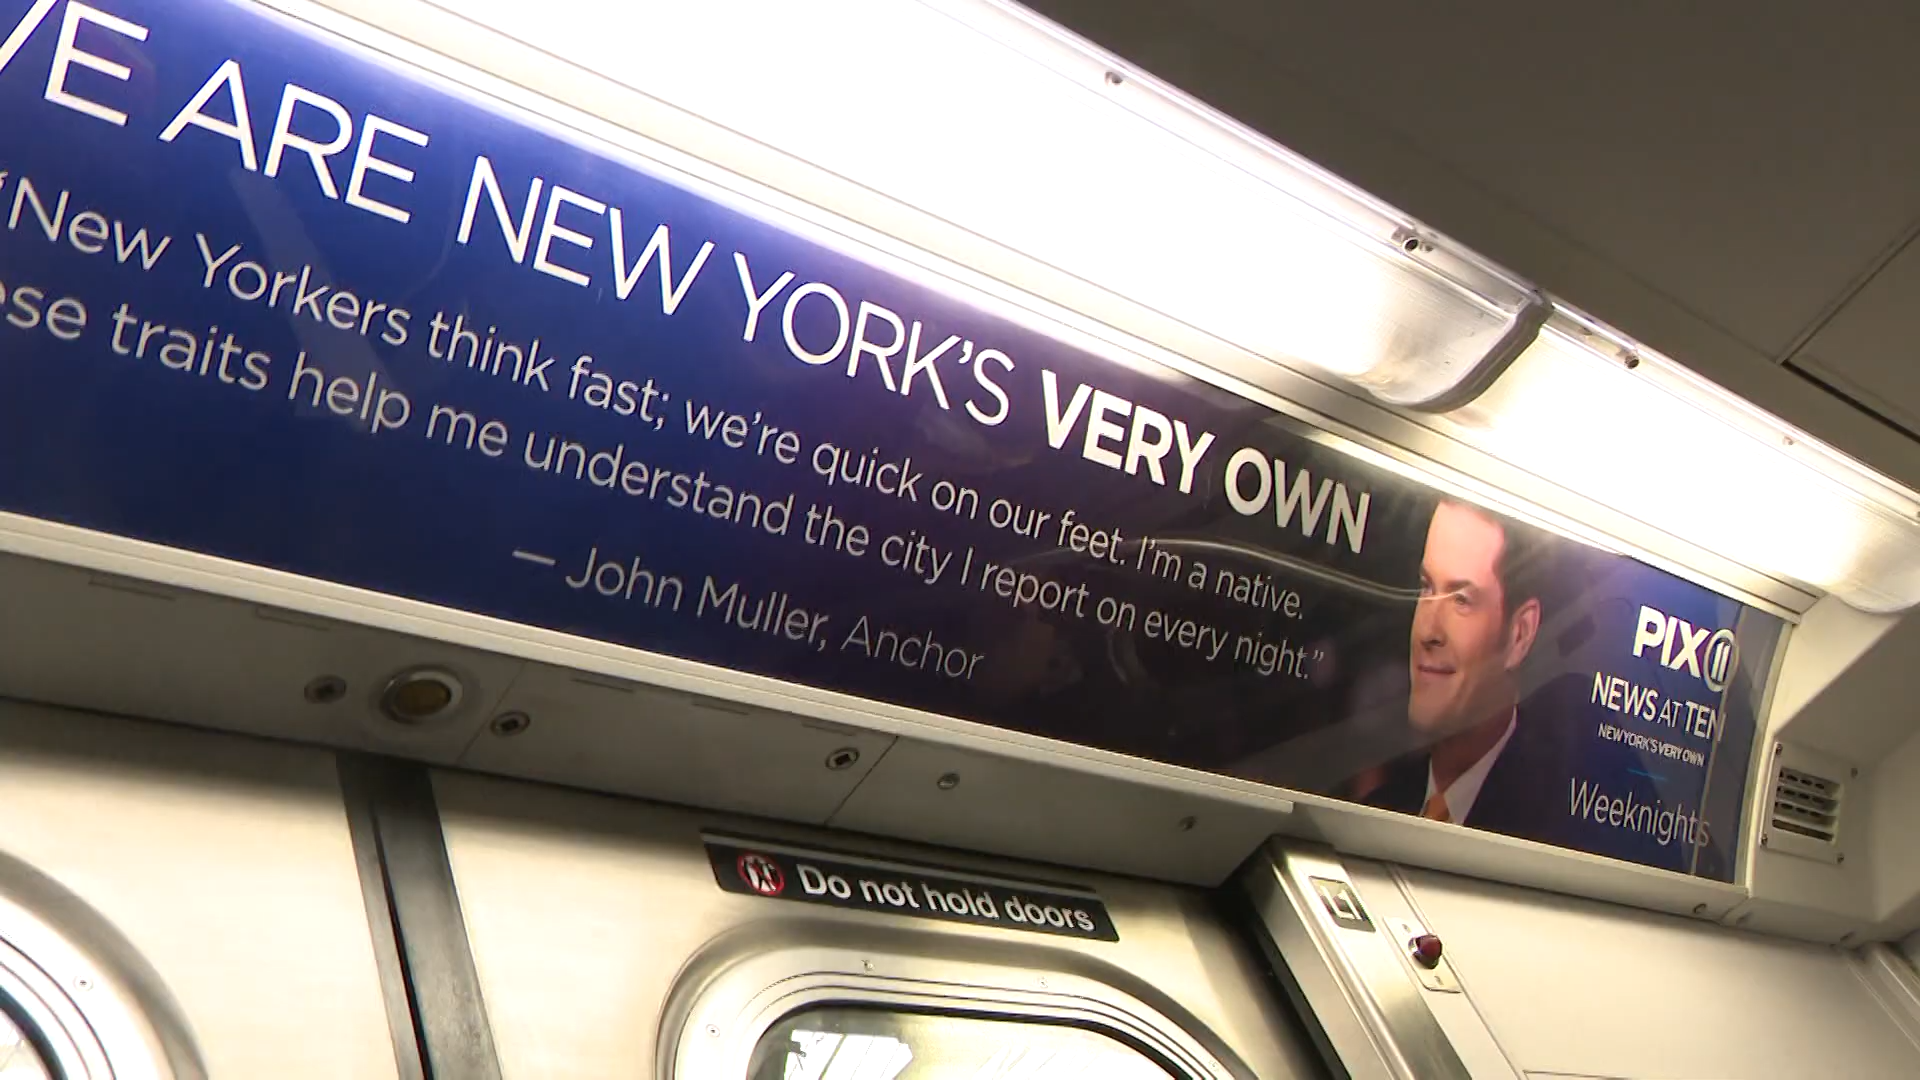 WE ARE NEW YORK'S VERY OWN
"New Yorkers think fast; we're quick on our feet. I'm a native.
traits help me understand the city I report on every night."
— John Muller, Anchor
PIX11
NEWS AT TEN
NEW YORK'S VERY OWN
Weeknights
Do not hold doors
L1